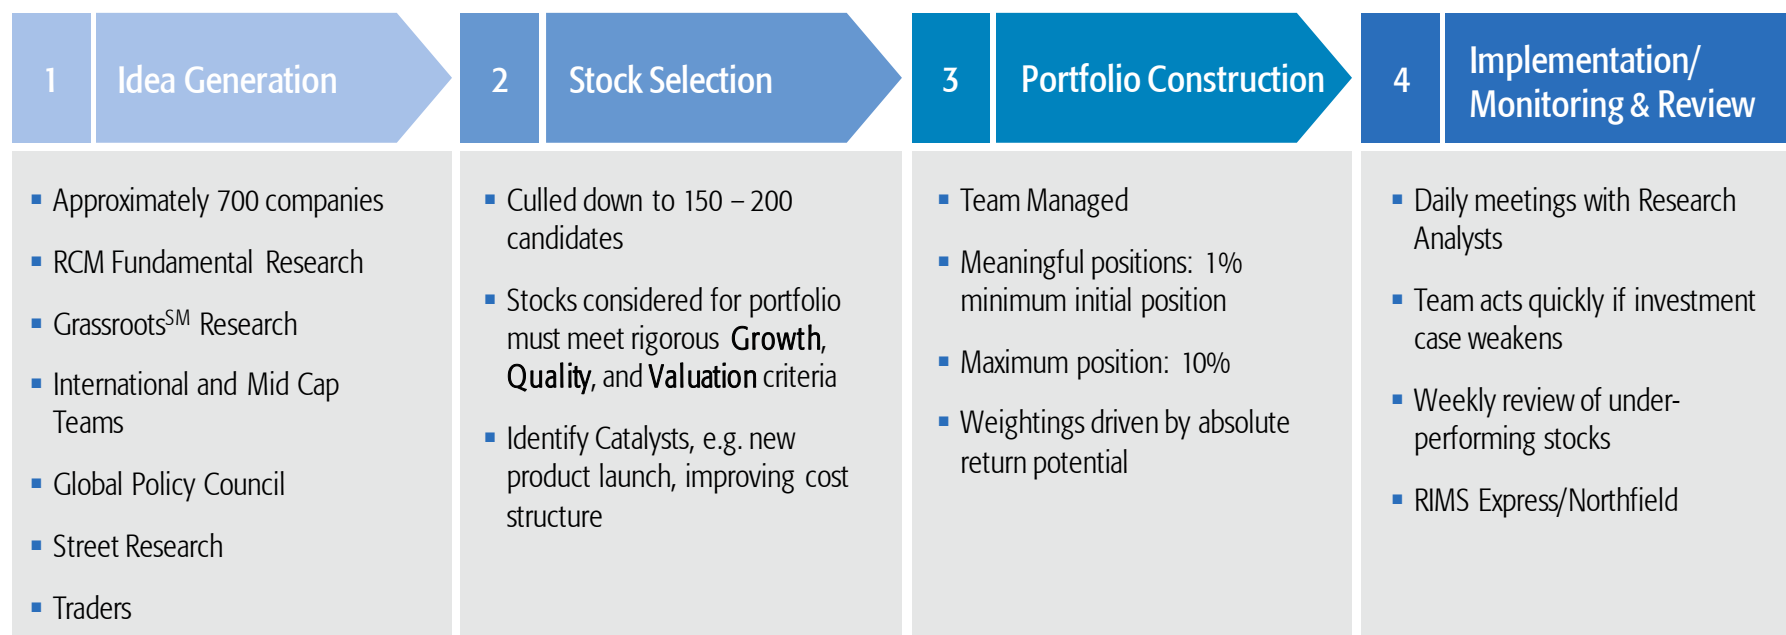 1
Idea Generation
▪ Approximately 700 companies
▪ RCM Fundamental Research
▪ Grassroots℠ Research
▪ International and Mid Cap
Teams
▪ Global Policy Council
▪ Street Research
▪ Traders
2
Stock Selection
▪ Culled down to 150 – 200
candidates
▪ Stocks considered for portfolio
must meet rigorous Growth,
Quality, and Valuation criteria
▪ Identify Catalysts, e.g. new
product launch, improving cost
structure
3
Portfolio Construction
▪ Team Managed
▪ Meaningful positions: 1%
minimum initial position
▪ Maximum position: 10%
▪ Weightings driven by absolute
return potential
4
Implementation/
Monitoring & Review
▪ Daily meetings with Research
Analysts
▪ Team acts quickly if investment
case weakens
▪ Weekly review of under-
performing stocks
▪ RIMS Express/Northfield